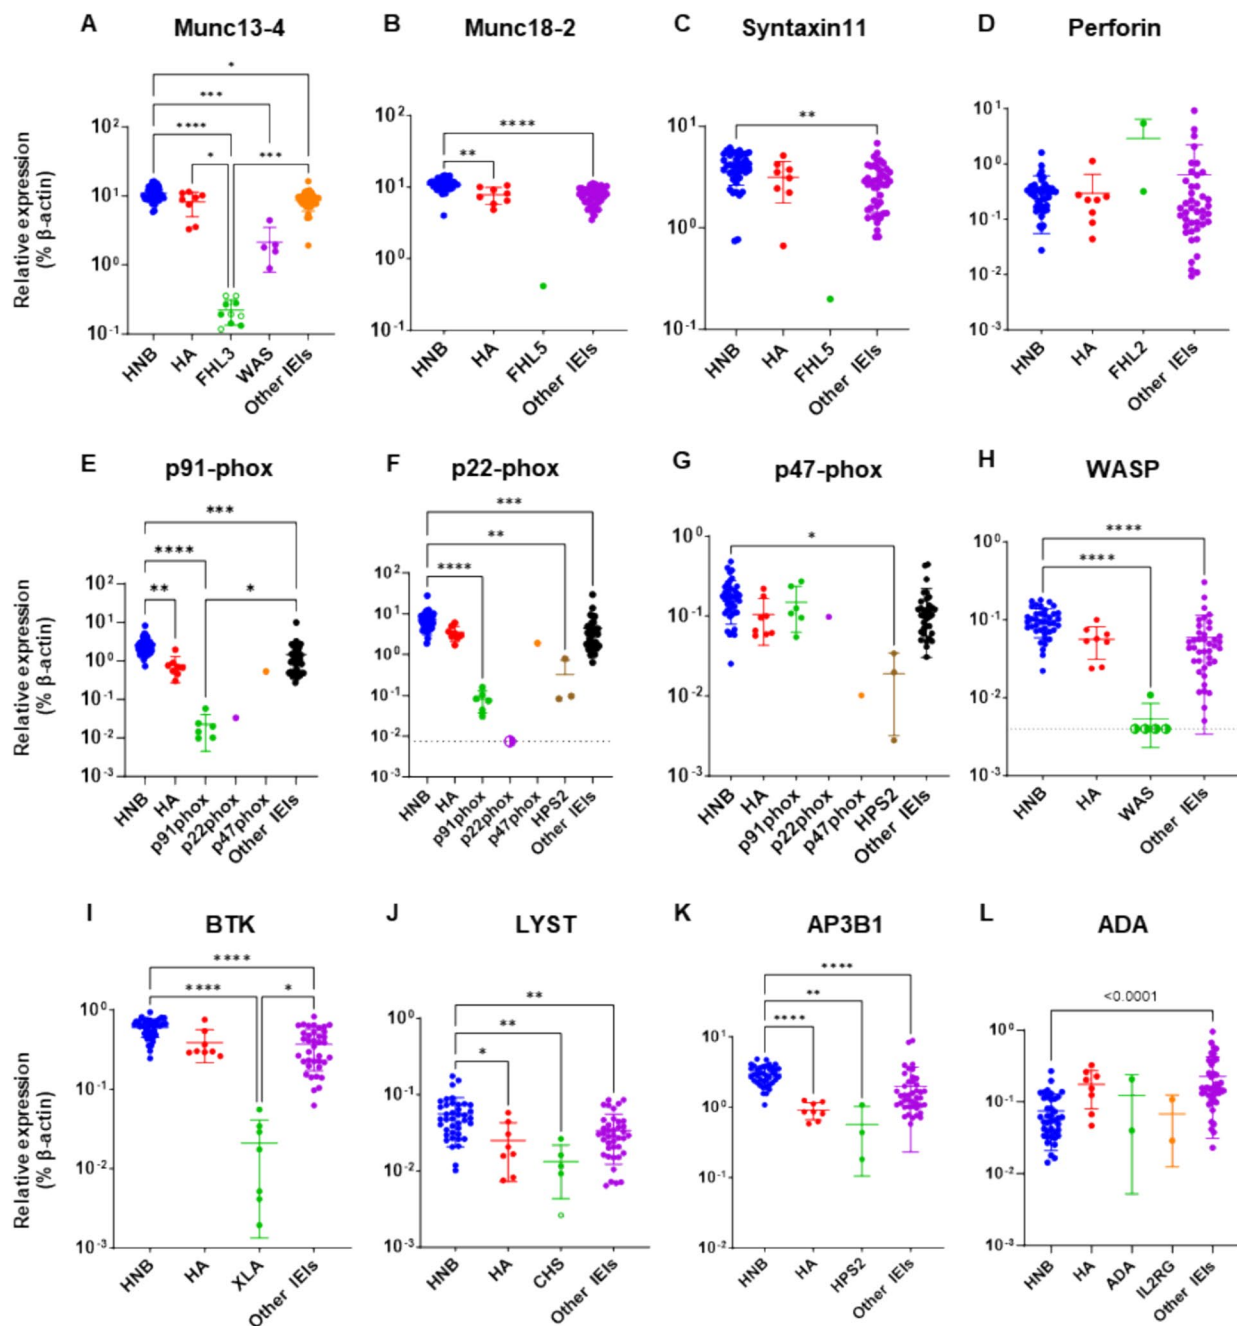 A Munc13-4
B Munc18-2
C Syntaxin11
D Perforin
Relative expression
(% β-actin)
*
***
****
* ***
10²
10¹
10⁰
10⁻¹
HNB HA FHL3 WAS Other IEIs
****
**
10²
10¹
10⁰
10⁻¹
HNB HA FHL5 Other IEIs
**
10¹
10⁰
10⁻¹
HNB HA FHL5 Other IEIs
10¹
10⁰
10⁻¹
10⁻²
10⁻³
HNB HA FHL2 Other IEIs
E p91-phox
F p22-phox
G p47-phox
H WASP
Relative expression
(% β-actin)
***
****
** *
10²
10¹
10⁰
10⁻¹
10⁻²
10⁻³
HNB HA p91phox p22phox p47phox Other IEIs
***
**
****
10²
10¹
10⁰
10⁻¹
10⁻²
10⁻³
HNB HA p91phox p22phox p47phox HPS2 Other IEIs
*
10⁰
10⁻¹
10⁻²
10⁻³
HNB HA p91phox p22phox p47phox HPS2 Other IEIs
****
****
10⁰
10⁻¹
10⁻²
10⁻³
HNB HA WAS Other IEIs
I BTK
J LYST
K AP3B1
L ADA
Relative expression
(% β-actin)
****
**** *
10⁰
10⁻¹
10⁻²
10⁻³
HNB HA XLA Other IEIs
**
**
*
10⁰
10⁻¹
10⁻²
10⁻³
HNB HA CHS Other IEIs
****
**
****
10¹
10⁰
10⁻¹
10⁻²
HNB HA HPS2 Other IEIs
<0.0001
10⁰
10⁻¹
10⁻²
10⁻³
HNB HA ADA IL2RG Other IEIs